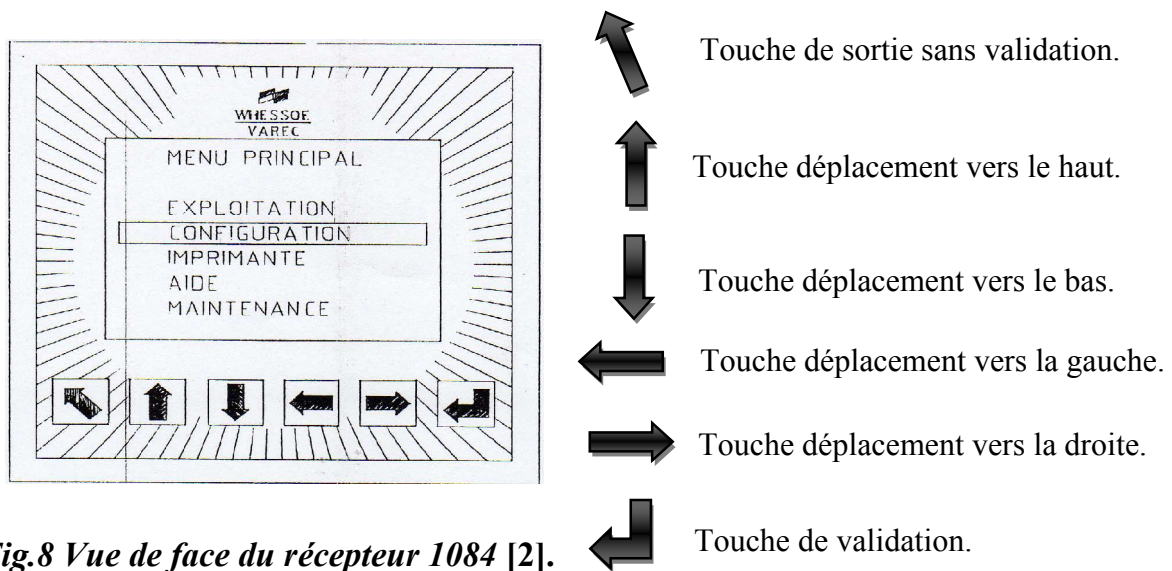 WHESSOE
VAREC
MENU PRINCIPAL
EXPLOITATION
CONFIGURATION
IMPRIMANTE
AIDE
MAINTENANCE
ig.8 Vue de face du récepteur 1084 [2].
Touche de sortie sans validation.
Touche déplacement vers le haut.
Touche déplacement vers le bas.
Touche déplacement vers la gauche.
Touche déplacement vers la droite.
Touche de validation.